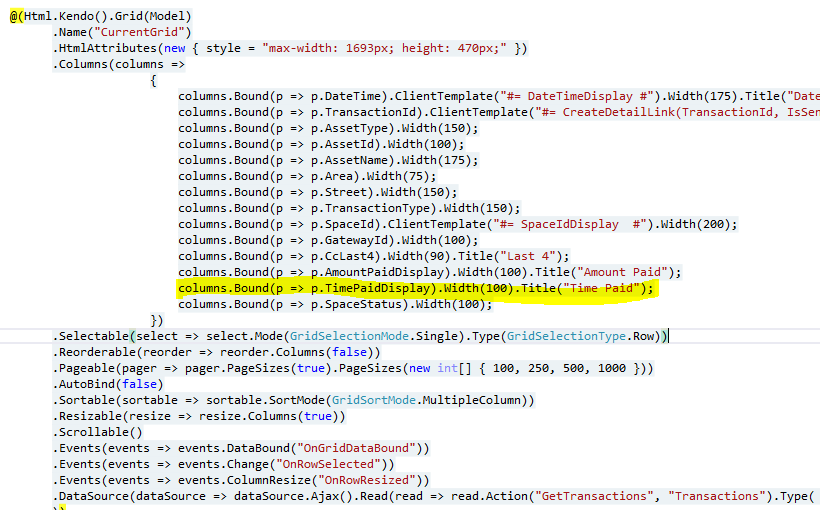 @(Html.Kendo().Grid(Model)
.Name("CurrentGrid")
.HtmlAttributes(new { style = "max-width: 1693px; height: 470px;" })
.Columns(columns =>
{
columns.Bound(p => p.DateTime).ClientTemplate("#= DateTimeDisplay #").Width(175).Title("Date
columns.Bound(p => p.TransactionId).ClientTemplate("#= CreateDetailLink(TransactionId, IsSen
columns.Bound(p => p.AssetType).Width(150);
columns.Bound(p => p.AssetId).Width(100);
columns.Bound(p => p.AssetName).Width(175);
columns.Bound(p => p.Area).Width(75);
columns.Bound(p => p.Street).Width(150);
columns.Bound(p => p.TransactionType).Width(150);
columns.Bound(p => p.SpaceId).ClientTemplate("#= SpaceIdDisplay  #").Width(200);
columns.Bound(p => p.GatewayId).Width(100);
columns.Bound(p => p.CcLast4).Width(90).Title("Last 4");
columns.Bound(p => p.AmountPaidDisplay).Width(100).Title("Amount Paid");
columns.Bound(p => p.TimePaidDisplay).Width(100).Title("Time Paid");
columns.Bound(p => p.SpaceStatus).Width(100);
})
.Selectable(select => select.Mode(GridSelectionMode.Single).Type(GridSelectionType.Row))
.Reorderable(reorder => reorder.Columns(false))
.Pageable(pager => pager.PageSizes(true).PageSizes(new int[] { 100, 250, 500, 1000 }))
.AutoBind(false)
.Sortable(sortable => sortable.SortMode(GridSortMode.MultipleColumn))
.Resizable(resize => resize.Columns(true))
.Scrollable()
.Events(events => events.DataBound("OnGridDataBound"))
.Events(events => events.Change("OnRowSelected"))
.Events(events => events.ColumnResize("OnRowResized"))
.DataSource(dataSource => dataSource.Ajax().Read(read => read.Action("GetTransactions", "Transactions").Type(
))